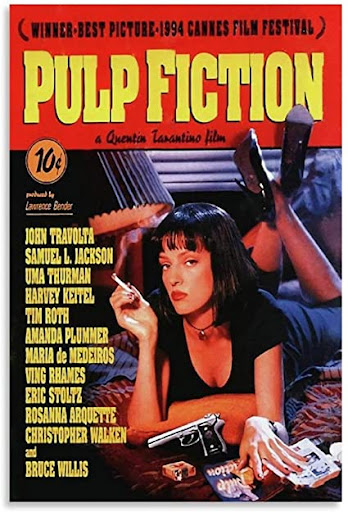 WINNER-BEST PICTURE-1994 CANNES FILM FESTIVAL
PULP FICTION
a Quentin Tarantino film
10¢
produced by
Lawrence Bender
JOHN TRAVOLTA
SAMUEL L. JACKSON
UMA THURMAN
HARVEY KEITEL
TIM ROTH
AMANDA PLUMMER
MARIA de MEDEIROS
VING RHAMES
ERIC STOLTZ
ROSANNA ARQUETTE
CHRISTOPHER WALKEN
and
BRUCE WILLIS
Pulp
Fiction